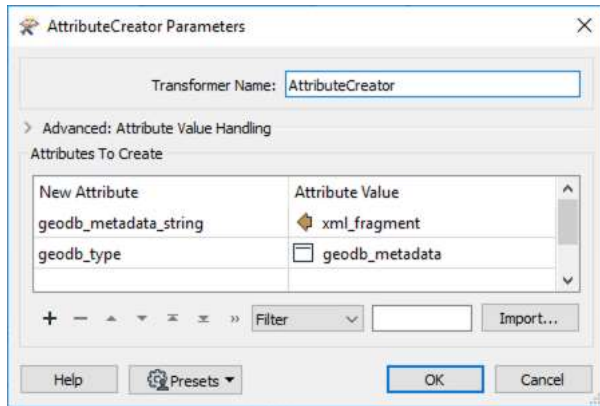 AttributeCreator Parameters
Transformer Name: AttributeCreator
Advanced: Attribute Value Handling
Attributes To Create
New Attribute Attribute Value
geodb_metadata_string xml_fragment
geodb_type geodb_metadata
Filter Import...
Help Presets OK Cancel